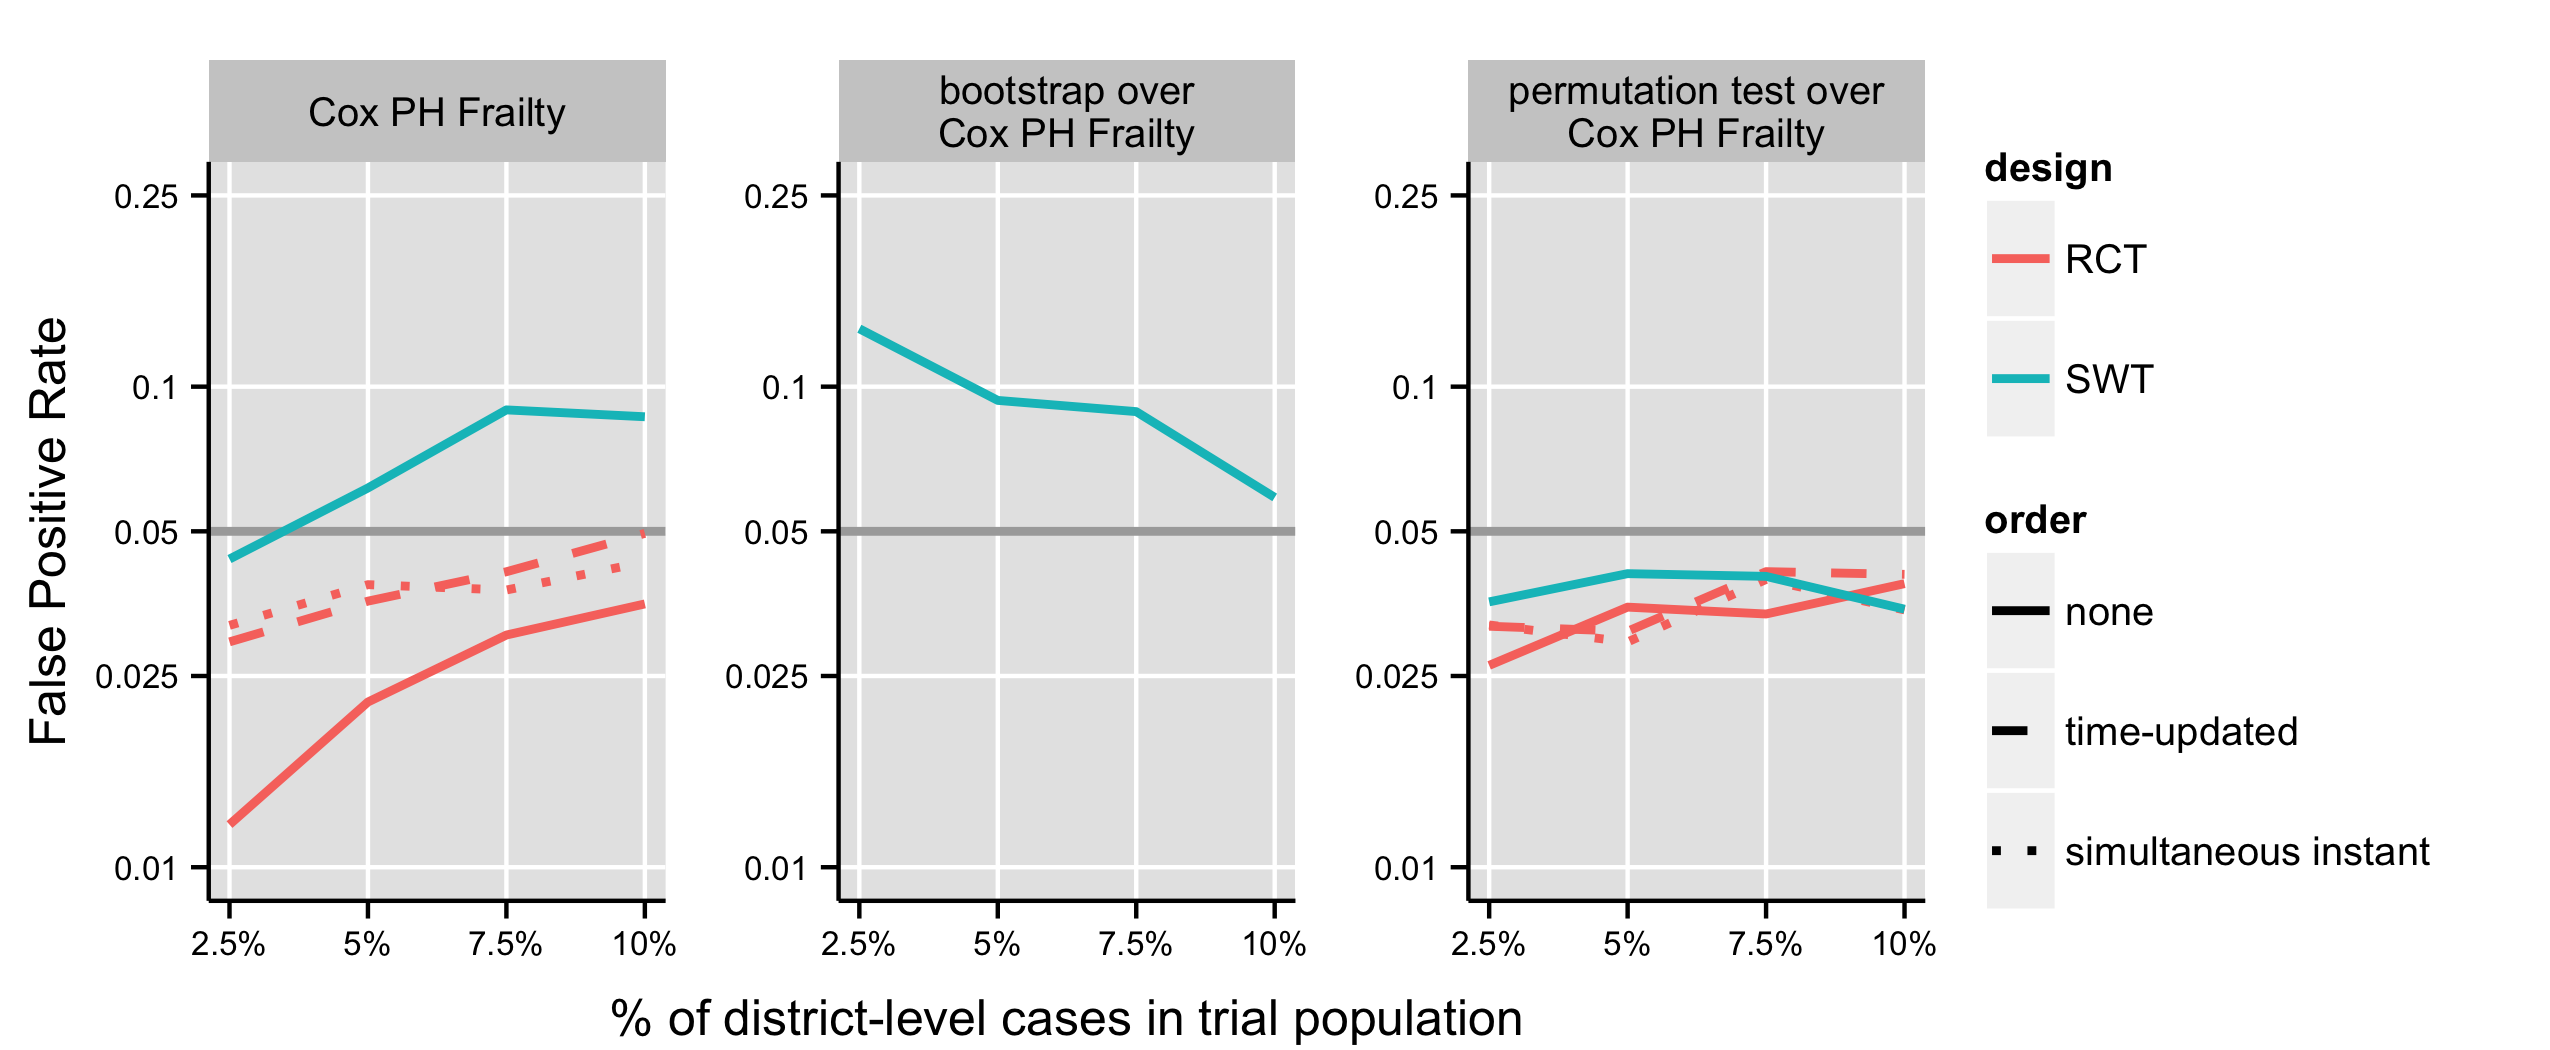 Cox PH Frailty
bootstrap over
Cox PH Frailty
permutation test over
Cox PH Frailty
False Positive Rate
0.25
0.1
0.05
0.025
0.01
2.5% 5% 7.5% 10%
0.25
0.1
0.05
0.025
0.01
2.5% 5% 7.5% 10%
0.25
0.1
0.05
0.025
0.01
2.5% 5% 7.5% 10%
% of district-level cases in trial population
design
RCT
SWT
order
none
time-updated
simultaneous instant